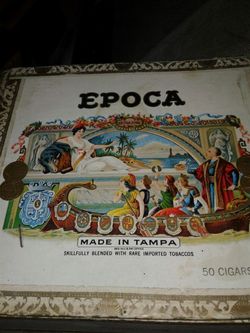 EPOCA
MADE IN TAMPA
SKILLFULLY BLENDED WITH RARE IMPORTED TOBACCOS
50 CIGARS